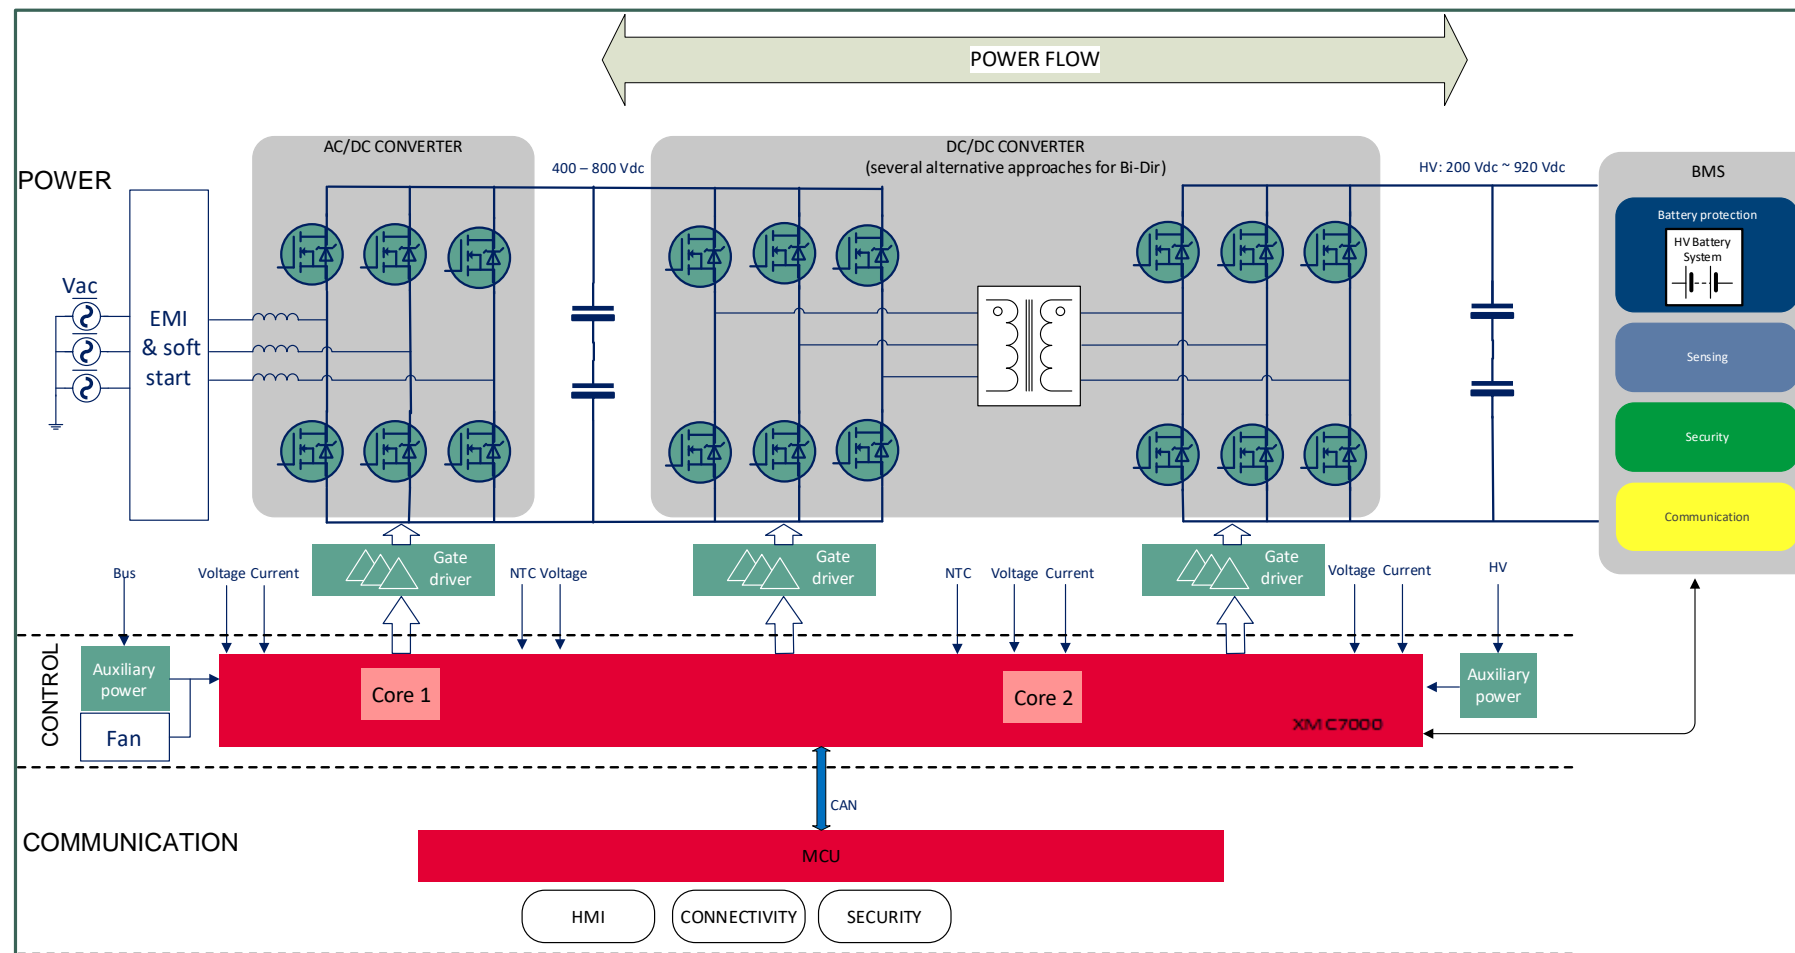 POWER FLOW
AC/DC CONVERTER
DC/DC CONVERTER
(several alternative approaches for Bi-Dir)
400 – 800 Vdc
HV: 200 Vdc ~ 920 Vdc
POWER
BMS
Battery protection
HV Battery
System
Vac
EMI
& soft
start
Sensing
Security
Communication
Gate
driver
Gate
driver
Gate
driver
Bus
Voltage
Current
NTC
Voltage
NTC
Voltage
Current
Voltage
Current
HV
CONTROL
Auxiliary
power
Fan
Core 1
Core 2
XMC7000
Auxiliary
power
CAN
COMMUNICATION
MCU
HMI
CONNECTIVITY
SECURITY